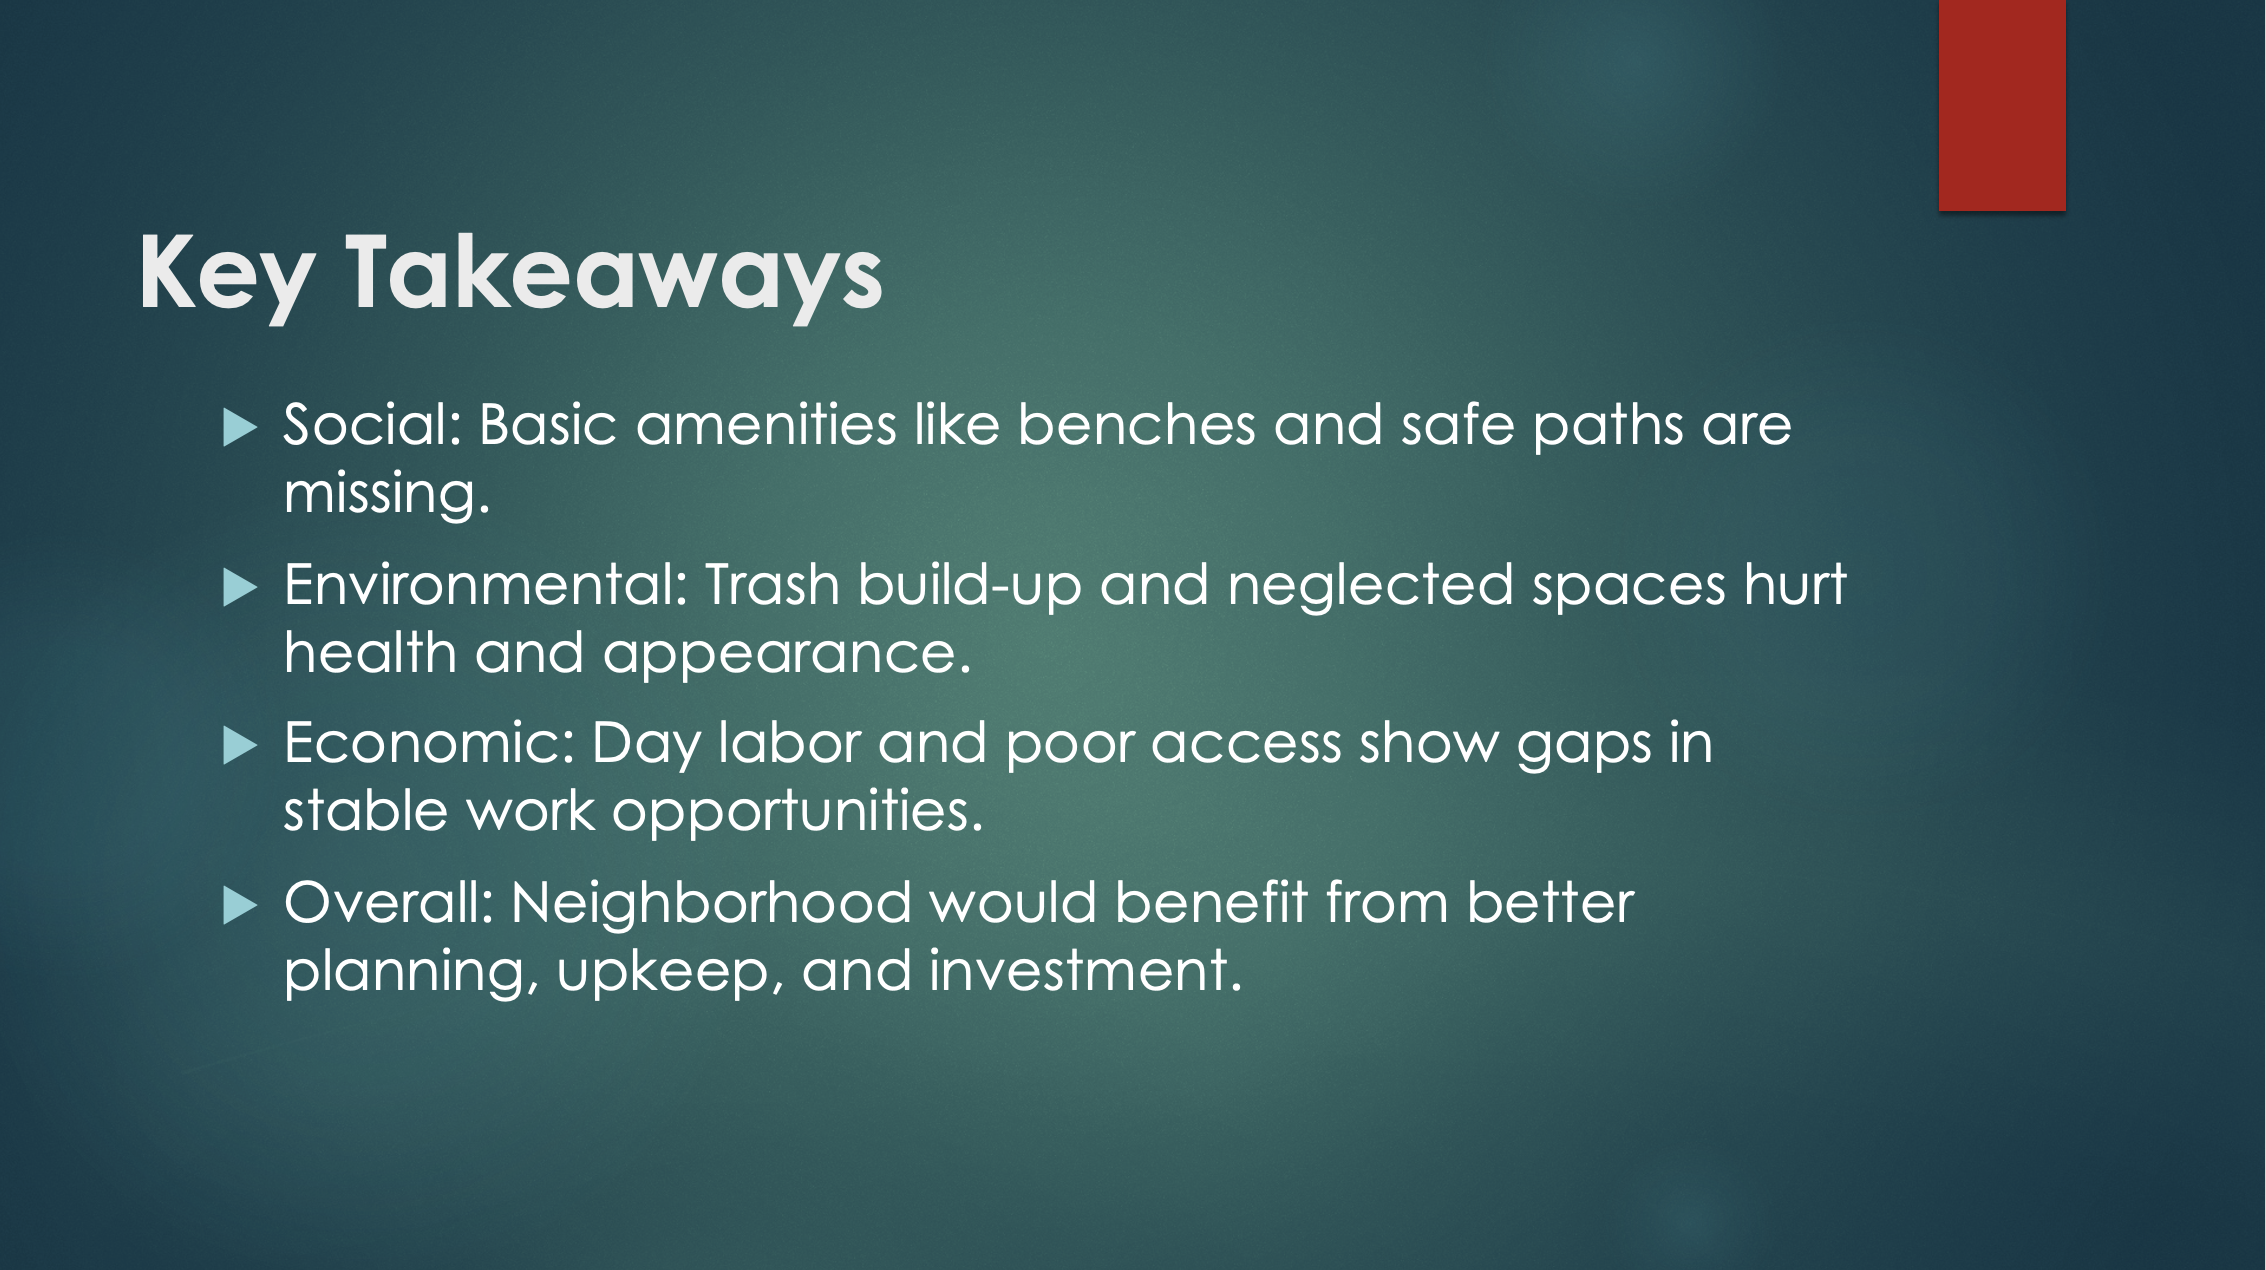 Key Takeaways
Social: Basic amenities like benches and safe paths are
missing.
Environmental: Trash build-up and neglected spaces hurt
health and appearance.
Economic: Day labor and poor access show gaps in
stable work opportunities.
Overall: Neighborhood would benefit from better
planning, upkeep, and investment.